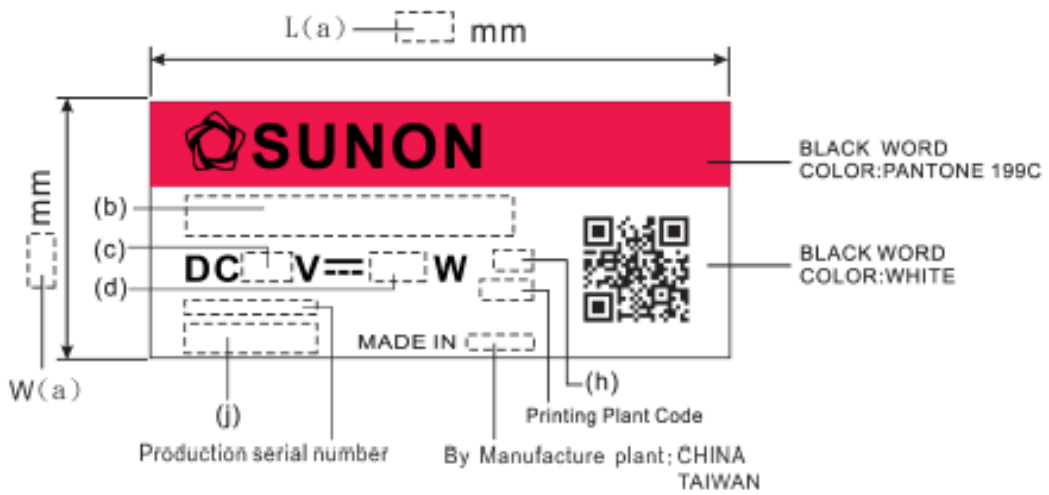 L(a) mm
SUNON
BLACK WORD
COLOR:PANTONE 199C
mm
(b)
(c)
DC V W
(d)
BLACK WORD
COLOR:WHITE
MADE IN
W(a)
(j)
(h)
Printing Plant Code
Production serial number
By Manufacture plant; CHINA
TAIWAN